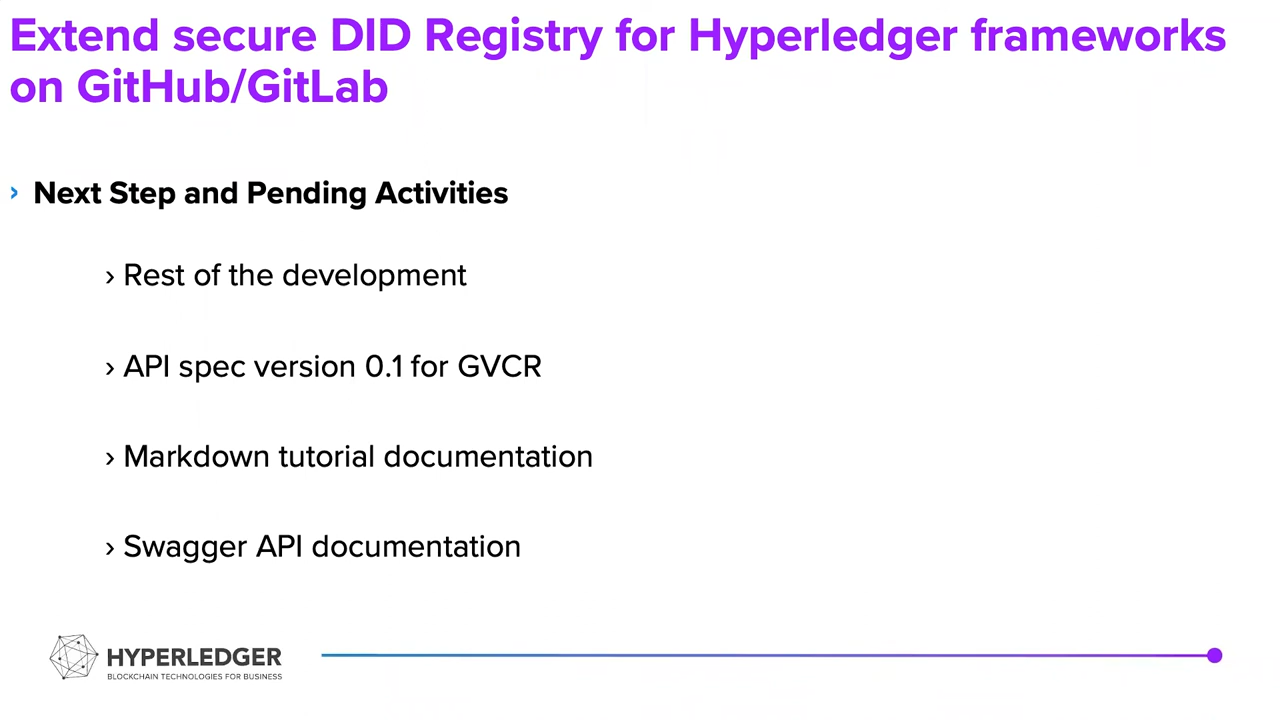 Extend secure DID Registry for Hyperledger frameworks
on GitHub/GitLab
› Next Step and Pending Activities
› Rest of the development
› API spec version 0.1 for GVCR
› Markdown tutorial documentation
› Swagger API documentation
HYPERLEDGER
BLOCKCHAIN TECHNOLOGIES FOR BUSINESS